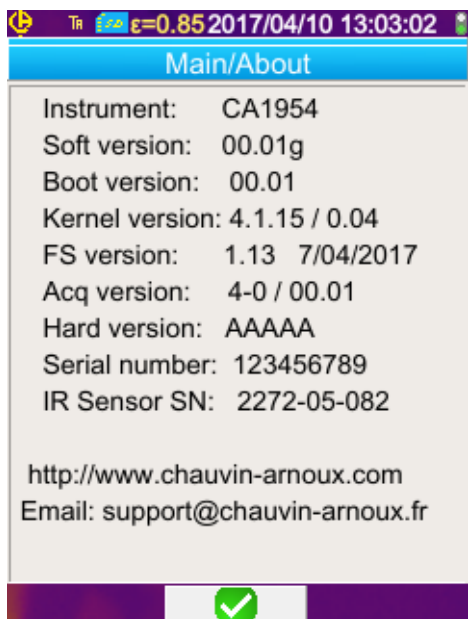 TR ε=0.85 2017/04/10 13:03:02
Main/About
Instrument: CA1954
Soft version: 00.01g
Boot version: 00.01
Kernel version: 4.1.15 / 0.04
FS version: 1.13 7/04/2017
Acq version: 4-0 / 00.01
Hard version: AAAAA
Serial number: 123456789
IR Sensor SN: 2272-05-082
http://www.chauvin-arnoux.com
Email: support@chauvin-arnoux.fr